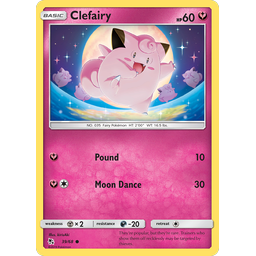 BASIC Clefairy HP60
NO. 035 Fairy Pokémon HT: 2'00" WT: 16.5 lbs.
Pound 10
Moon Dance 30
weakness ×2 resistance -20 retreat